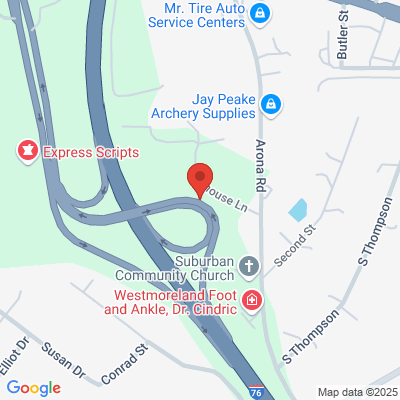 Mr. Tire Auto
Service Centers
Butler St
Jay Peake
Archery Supplies
Arona Rd
Express Scripts
ouse Ln
S Thompson
Second St
Suburban
Community Church
Westmoreland Foot
and Ankle, Dr. Cindric
S Thompson
Elliot Dr
Susan Dr
Conrad St
76
Google
Map data ©2025